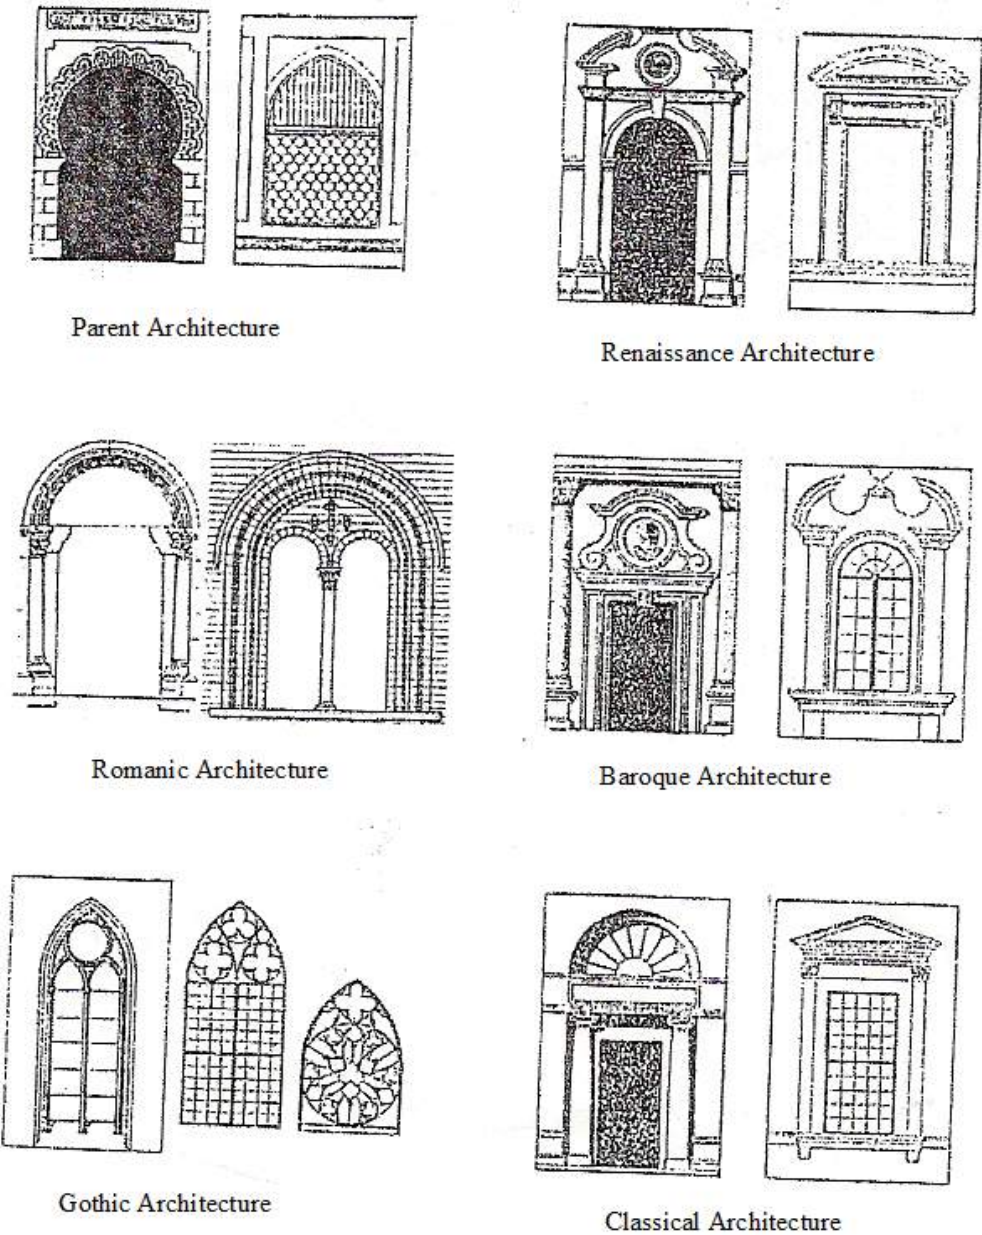 Parent Architecture
Renaissance Architecture
Romanic Architecture
Baroque Architecture
Gothic Architecture
Classical Architecture